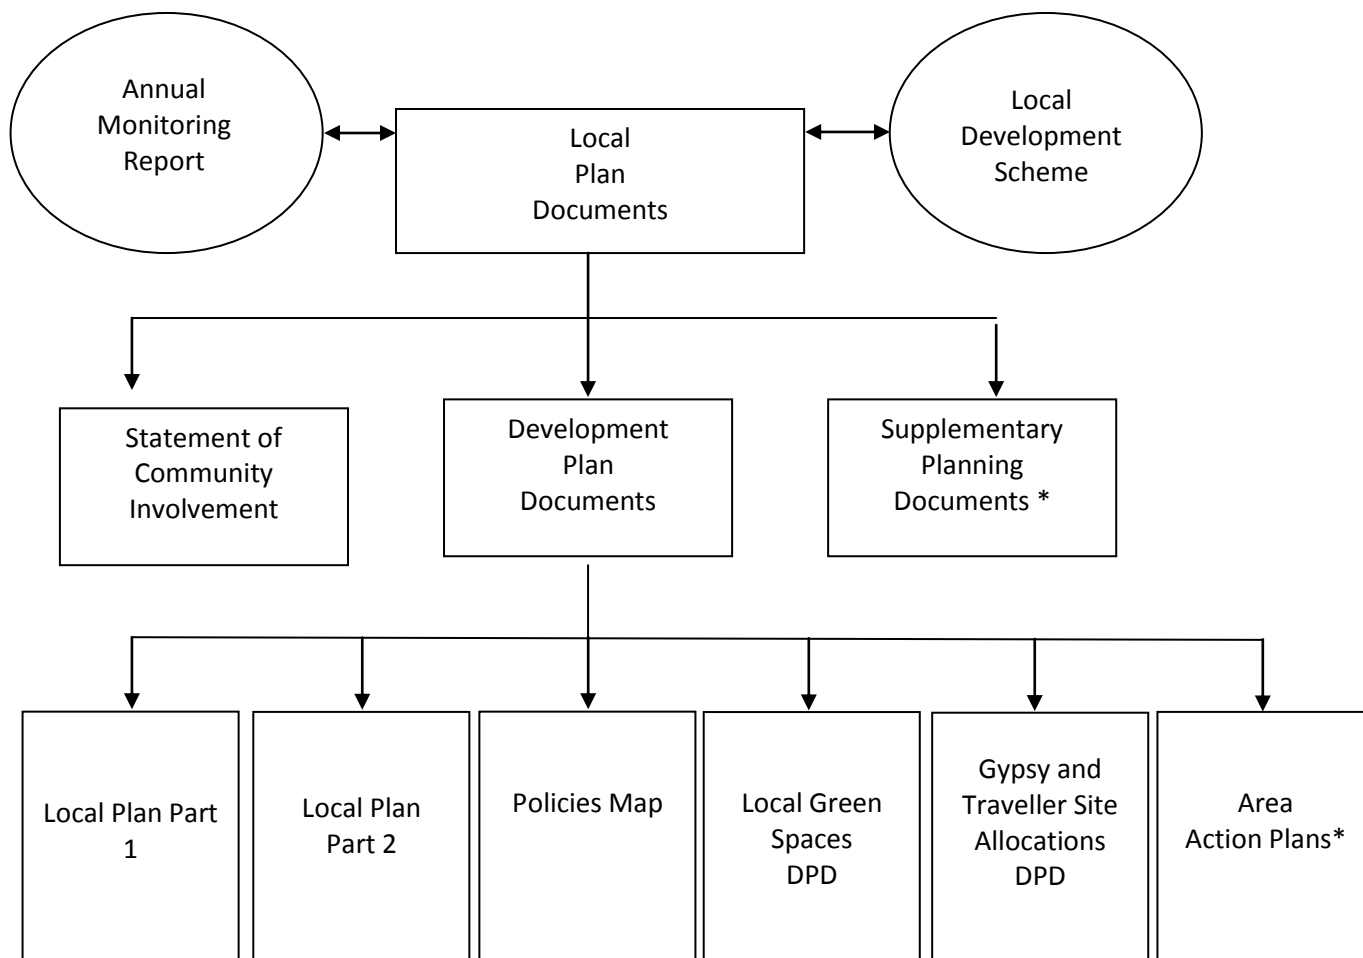 Annual
Monitoring
Report
Local
Plan
Documents
Local
Development
Scheme
Statement of
Community
Involvement
Development
Plan
Documents
Supplementary
Planning
Documents *
Local Plan Part
1
Local Plan
Part 2
Policies Map
Local Green
Spaces
DPD
Gypsy and
Traveller Site
Allocations
DPD
Area
Action Plans*